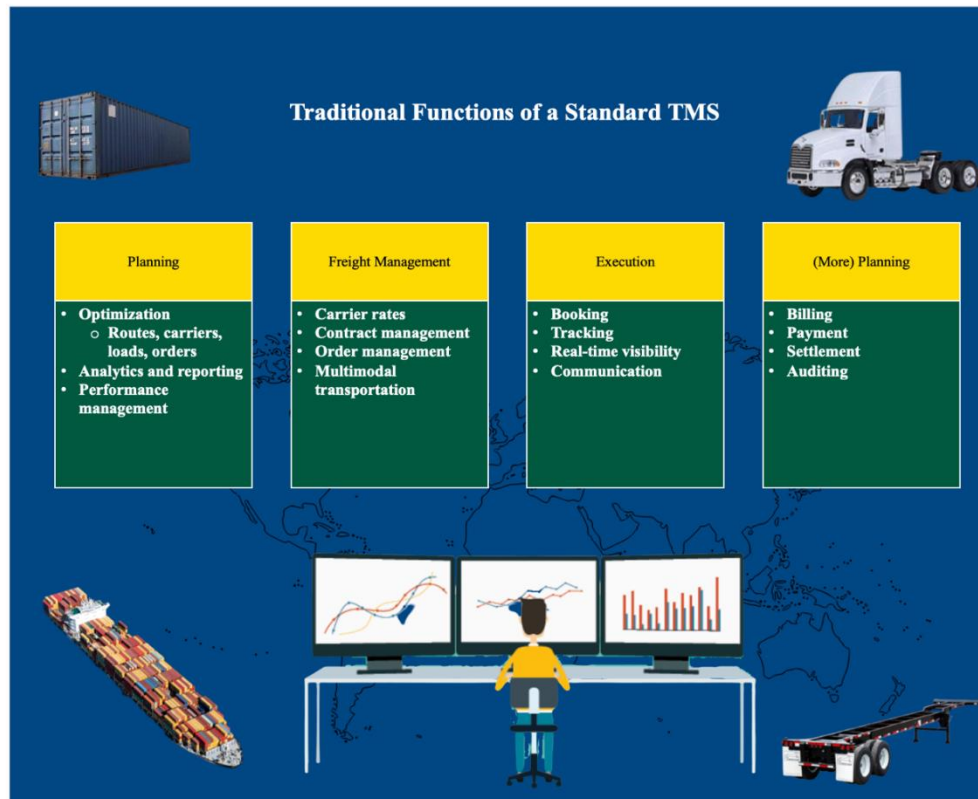 Traditional Functions of a Standard TMS
Planning
• Optimization
o Routes, carriers,
loads, orders
• Analytics and reporting
• Performance
management
Freight Management
• Carrier rates
• Contract management
• Order management
• Multimodal
transportation
Execution
• Booking
• Tracking
• Real-time visibility
• Communication
(More) Planning
• Billing
• Payment
• Settlement
• Auditing